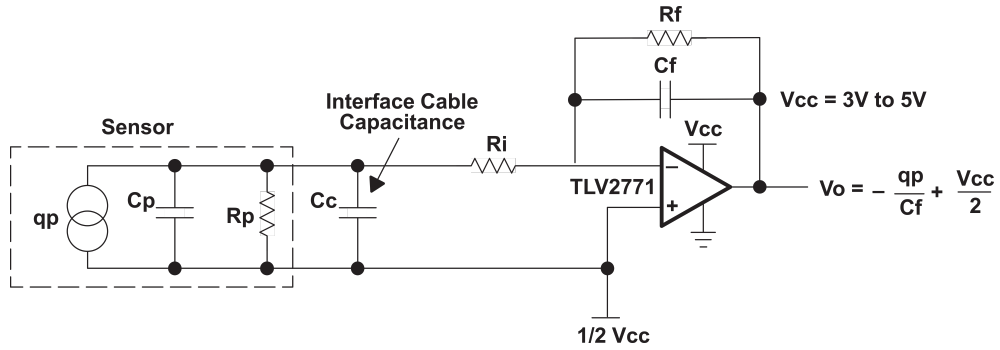 Rf
Cf
Vcc = 3V to 5V
Interface Cable
Capacitance
Sensor
Ri
Vcc
TLV2771
−
+
Vo = − qp/Cf + Vcc/2
qp
Cp
Rp
Cc
1/2 Vcc